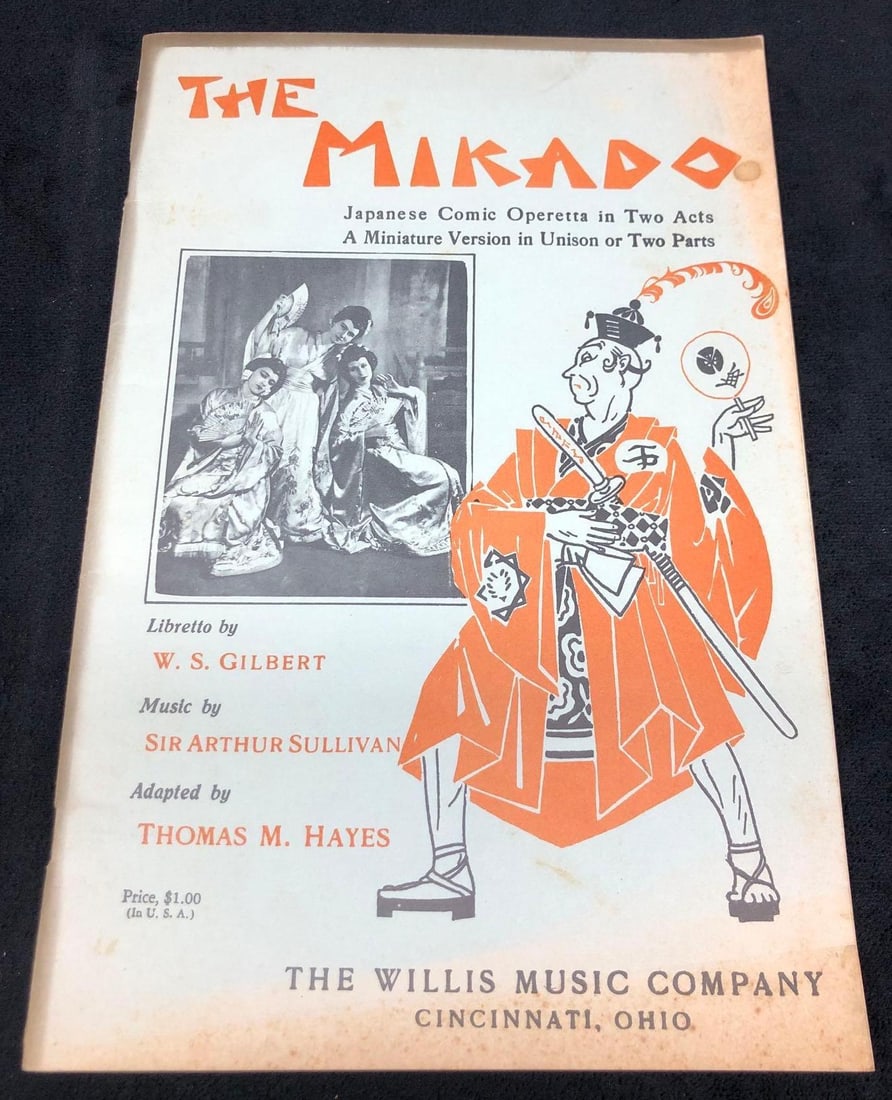 THE
MIKADO
Japanese Comic Operetta in Two Acts
A Miniature Version in Unison or Two Parts
Libretto by
W. S. GILBERT
Music by
SIR ARTHUR SULLIVAN
Adapted by
THOMAS M. HAYES
Price, $1.00
(In U. S. A.)
THE WILLIS MUSIC COMPANY
CINCINNATI, OHIO